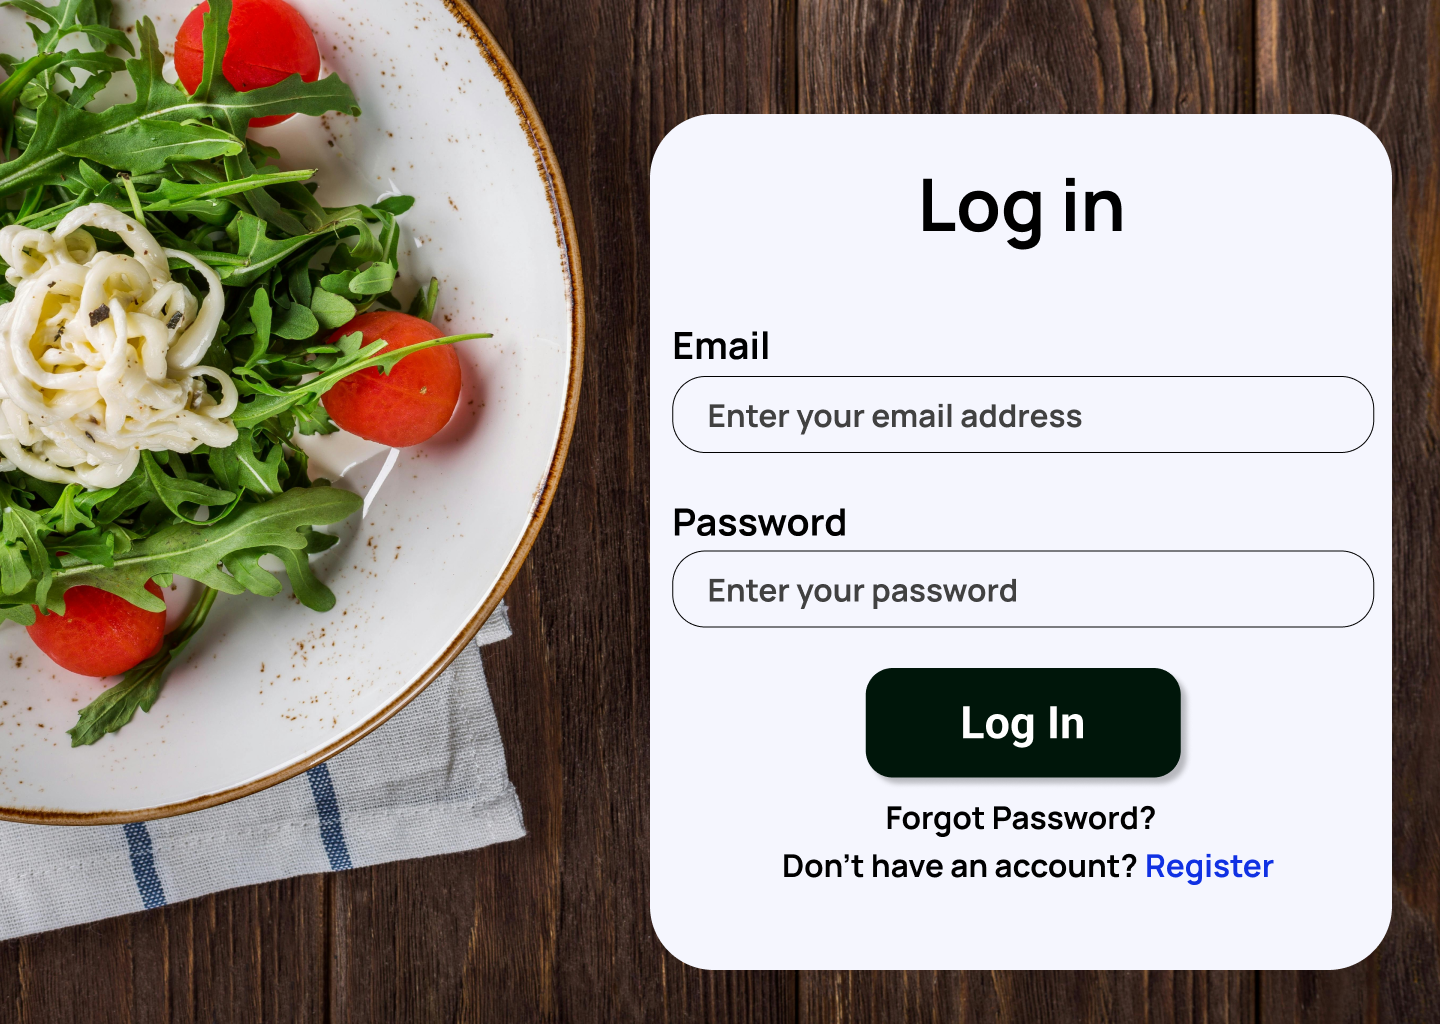 Log in
Email
Enter your email address
Password
Enter your password
Log In
Forgot Password?
Don’t have an account? Register